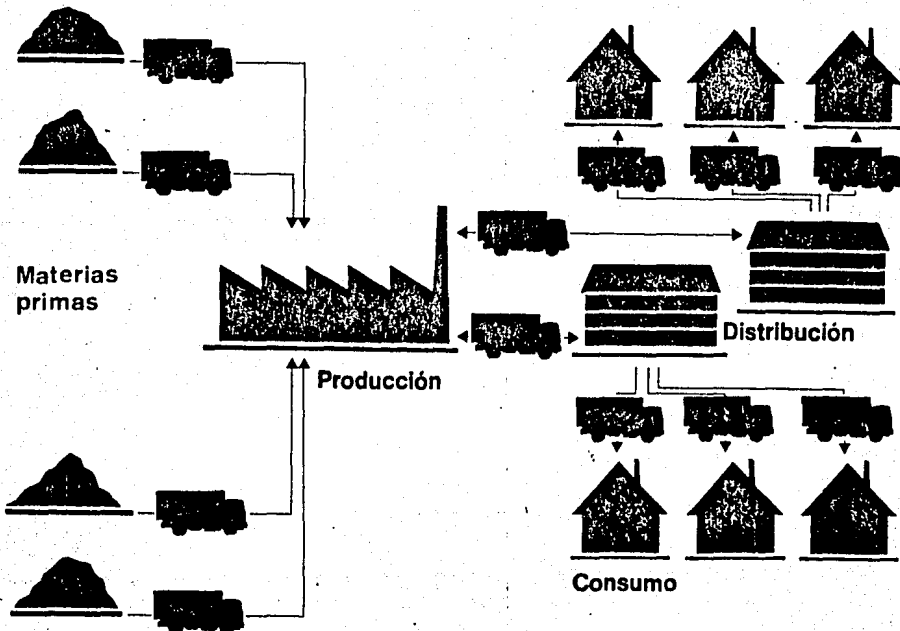 Materias
primas
Producción
Distribución
Consumo